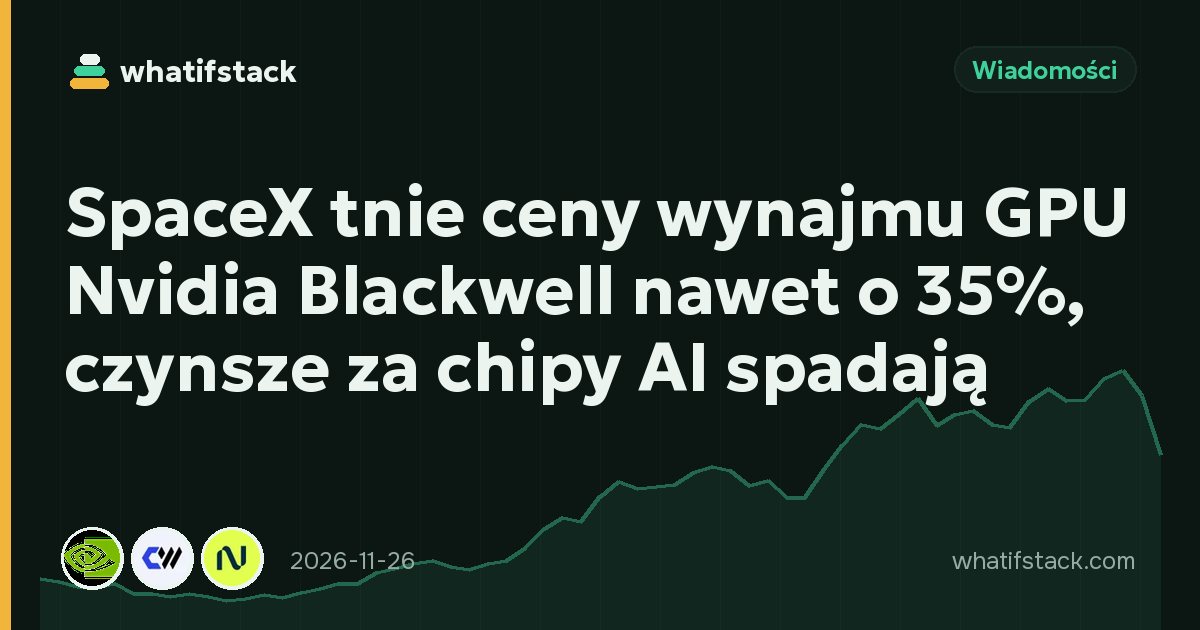 whatifstack
Wiadomości
SpaceX tnie ceny wynajmu GPU
Nvidia Blackwell nawet o 35%,
czynsze za chipy AI spadają
2026-11-26
whatifstack.com